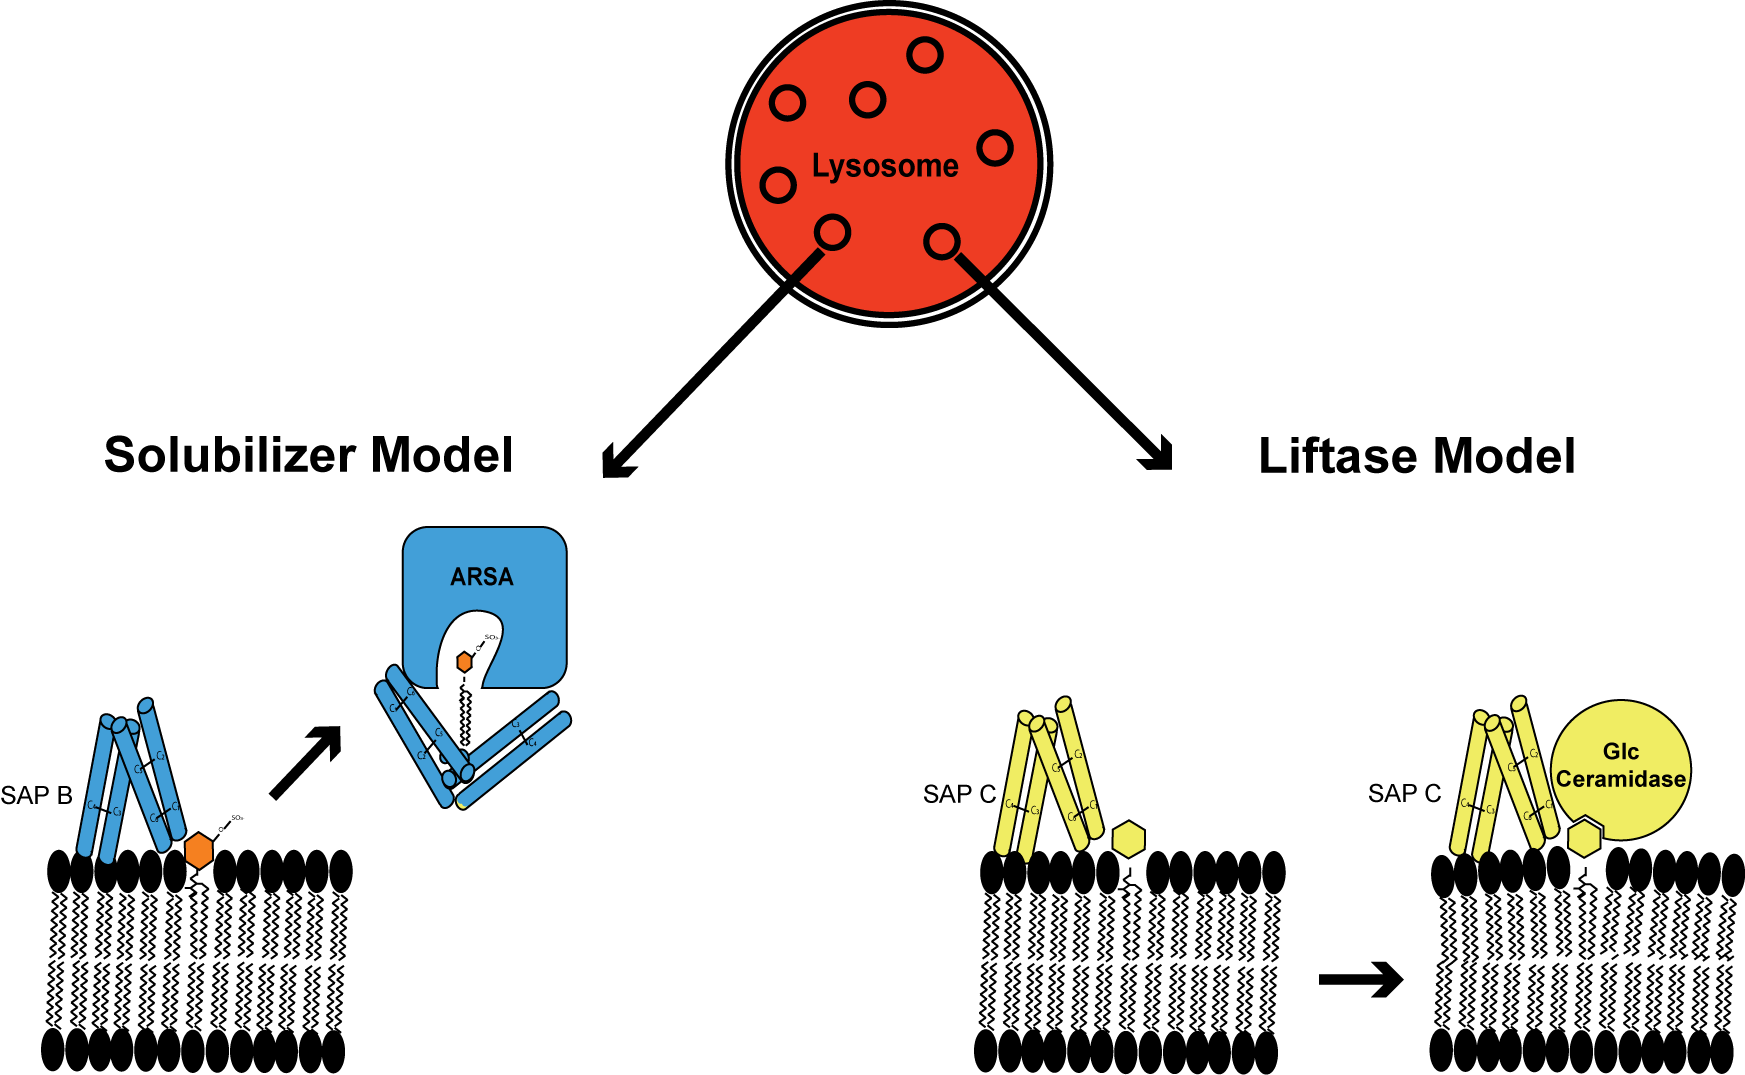 Lysosome
Solubilizer Model
Liftase Model
ARSA
SAP B
SAP C
SAP C
Glc
Ceramidase